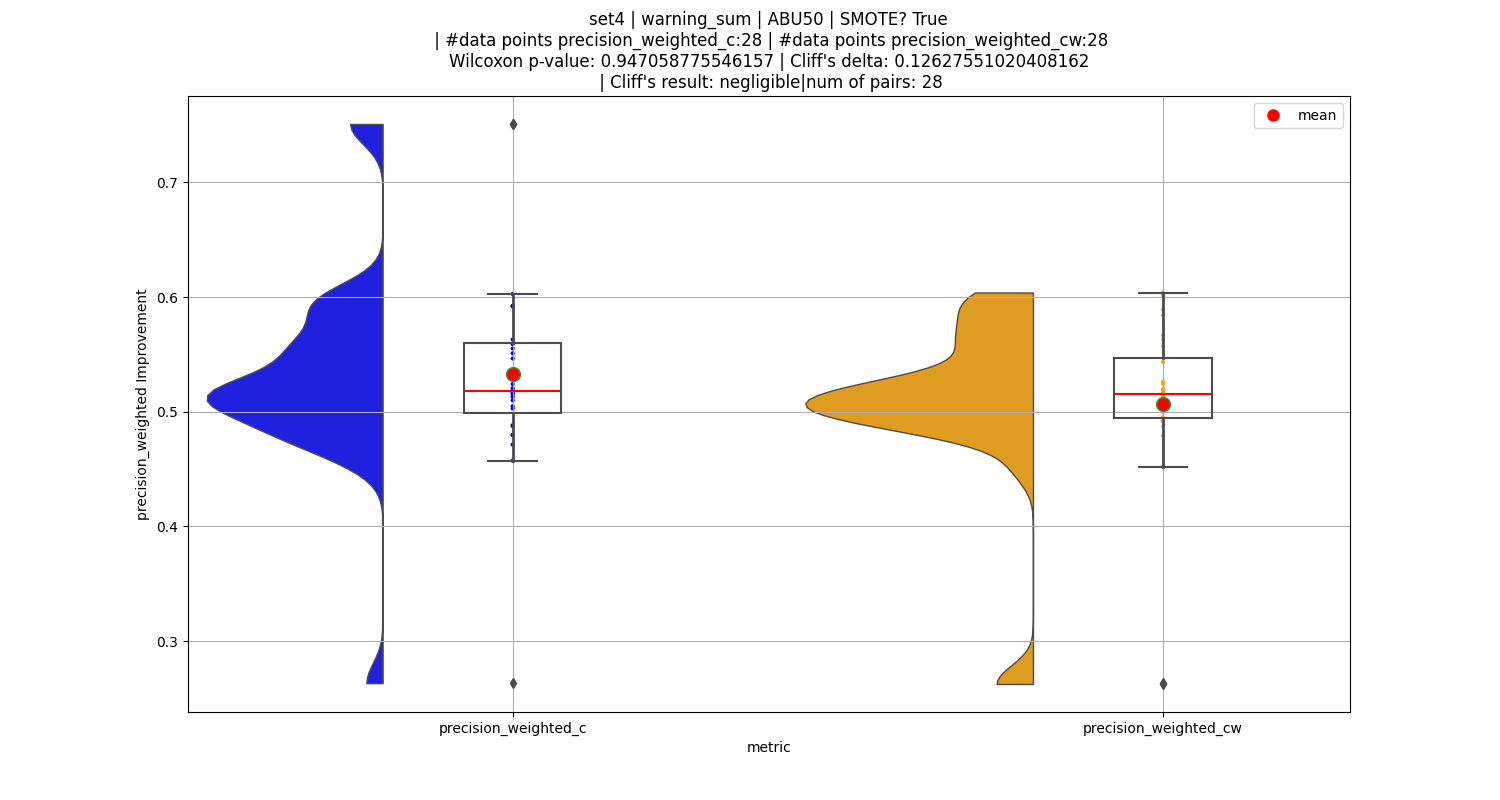 set4 | warning_sum | ABU50 | SMOTE? True
| #data points precision_weighted_c:28 | #data points precision_weighted_cw:28
Wilcoxon p-value: 0.947058775546157 | Cliff's delta: 0.12627551020408162
| Cliff's result: negligible|num of pairs: 28
mean
0.7
0.6
0.5
0.4
0.3
precision_weighted Improvement
precision_weighted_c
precision_weighted_cw
metric